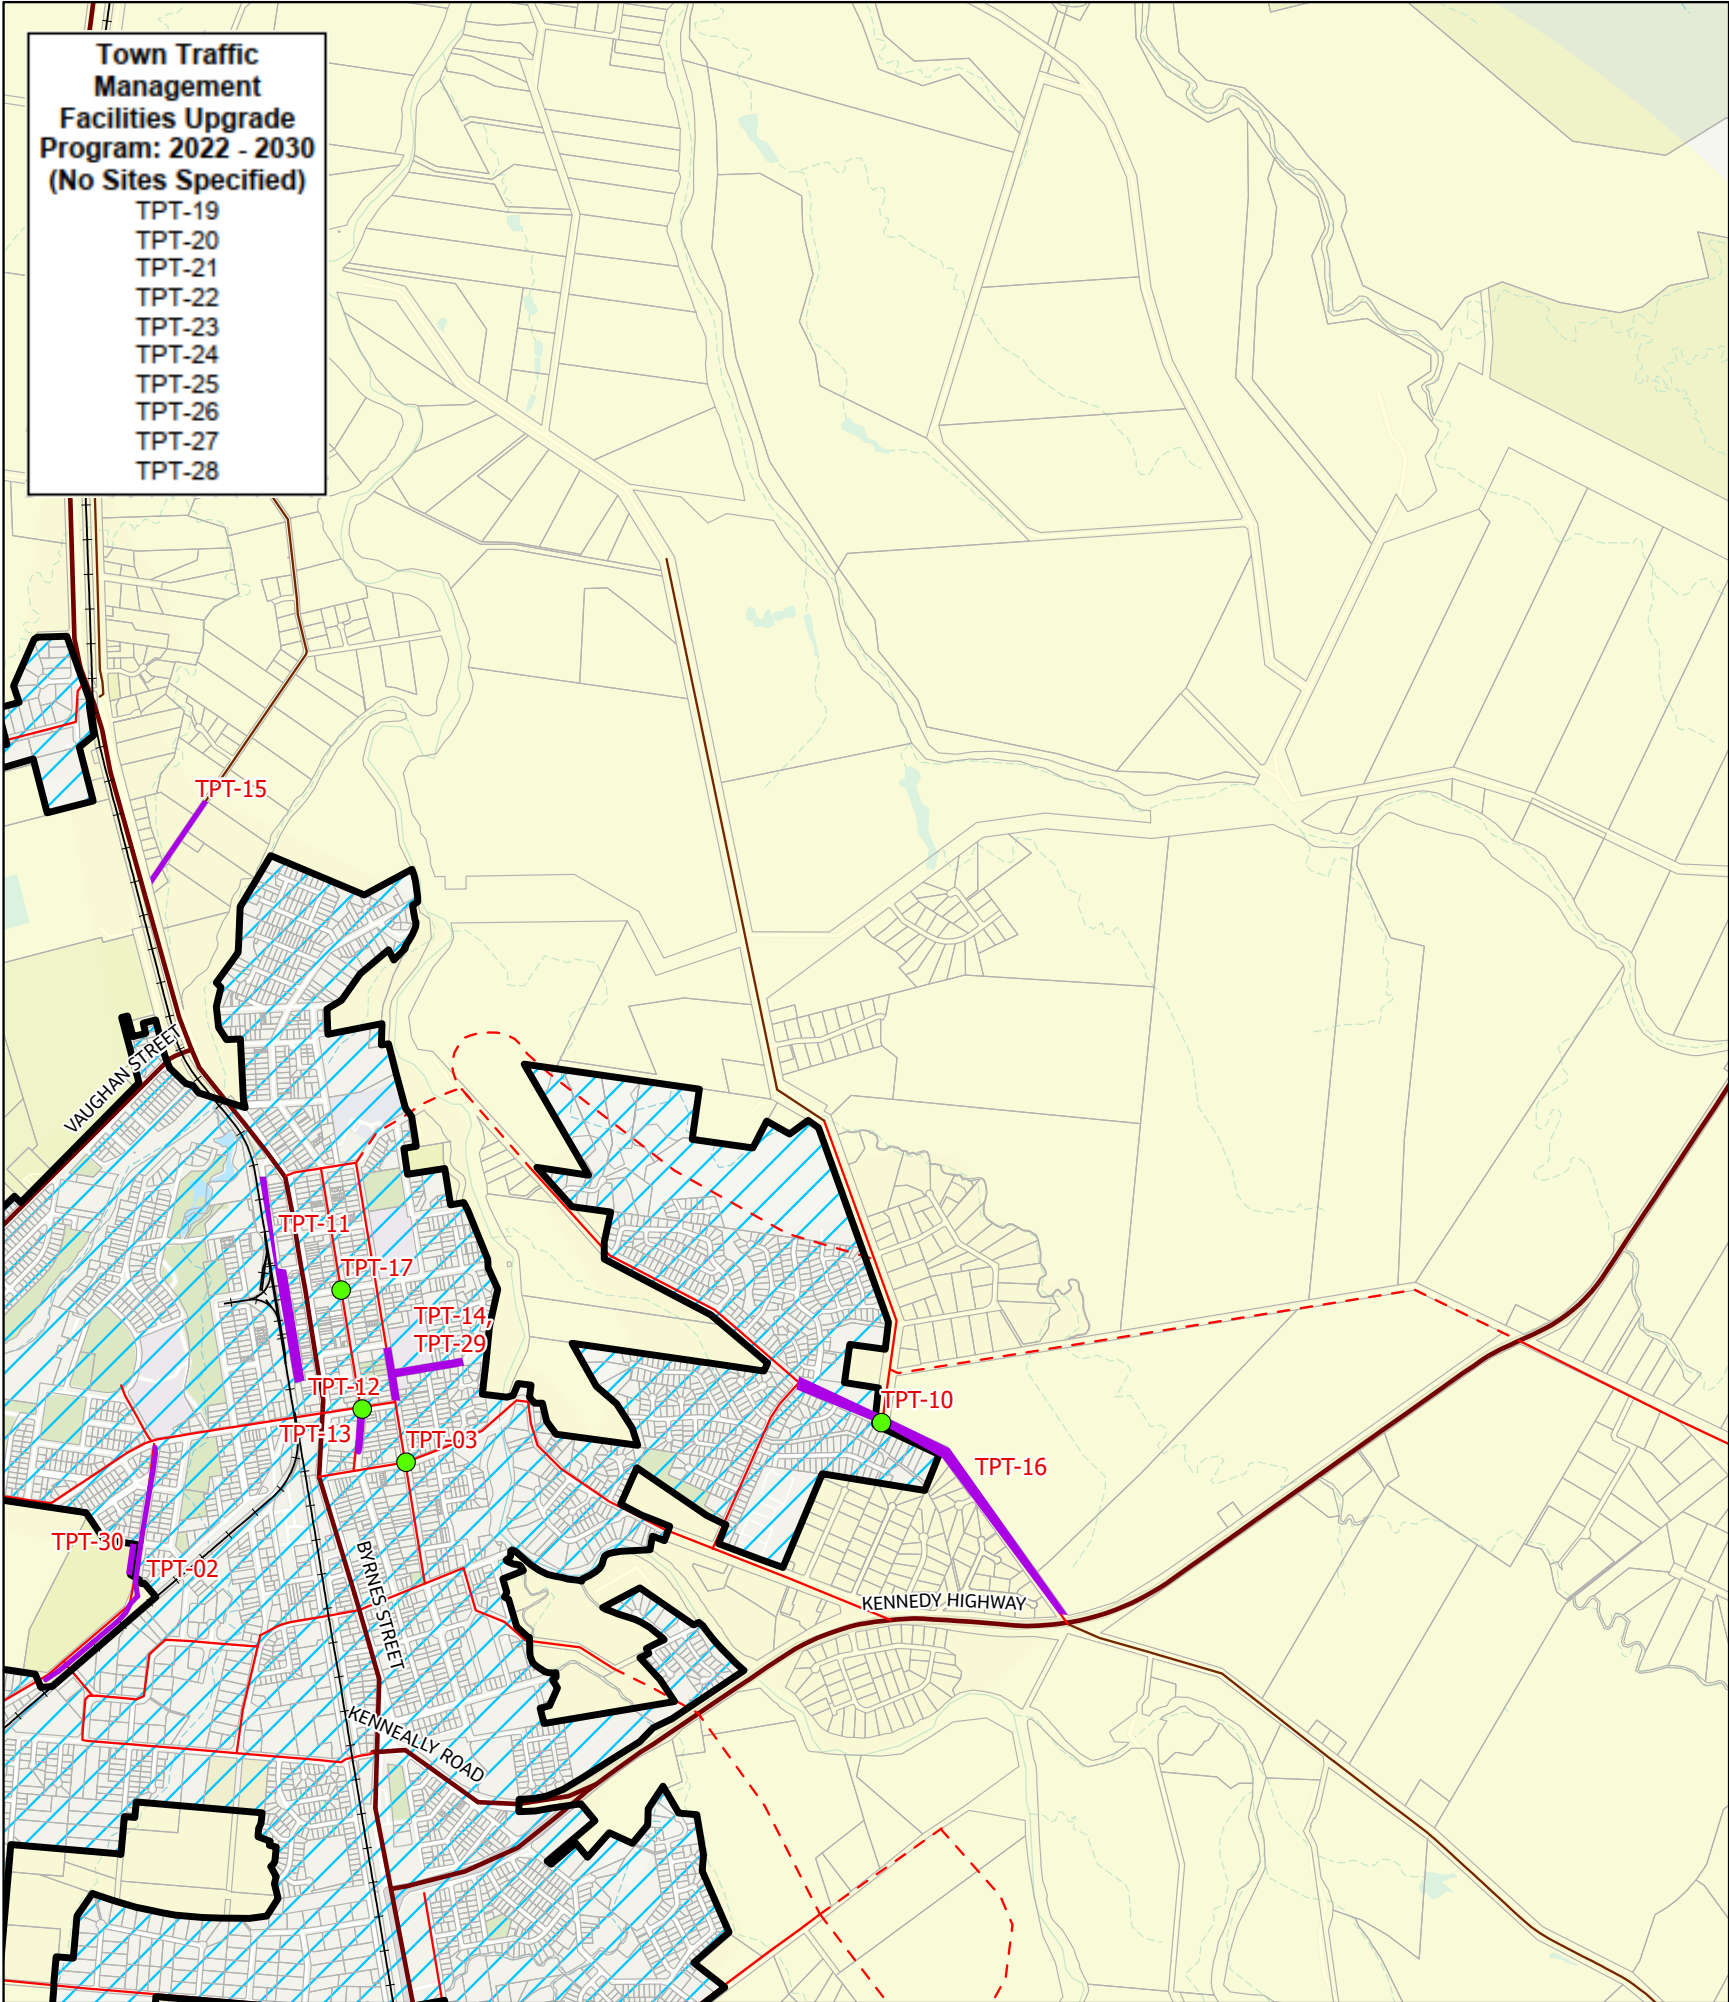 Town Traffic
Management
Facilities Upgrade
Program: 2022 - 2030
(No Sites Specified)
TPT-19
TPT-20
TPT-21
TPT-22
TPT-23
TPT-24
TPT-25
TPT-26
TPT-27
TPT-28
TPT-15
VAUGHAN STREET
TPT-11
TPT-17
TPT-14,
TPT-29
TPT-12
TPT-10
TPT-13
TPT-03
TPT-16
TPT-30
TPT-02
BYRNES STREET
KENNEDY HIGHWAY
KENNEALLY ROAD